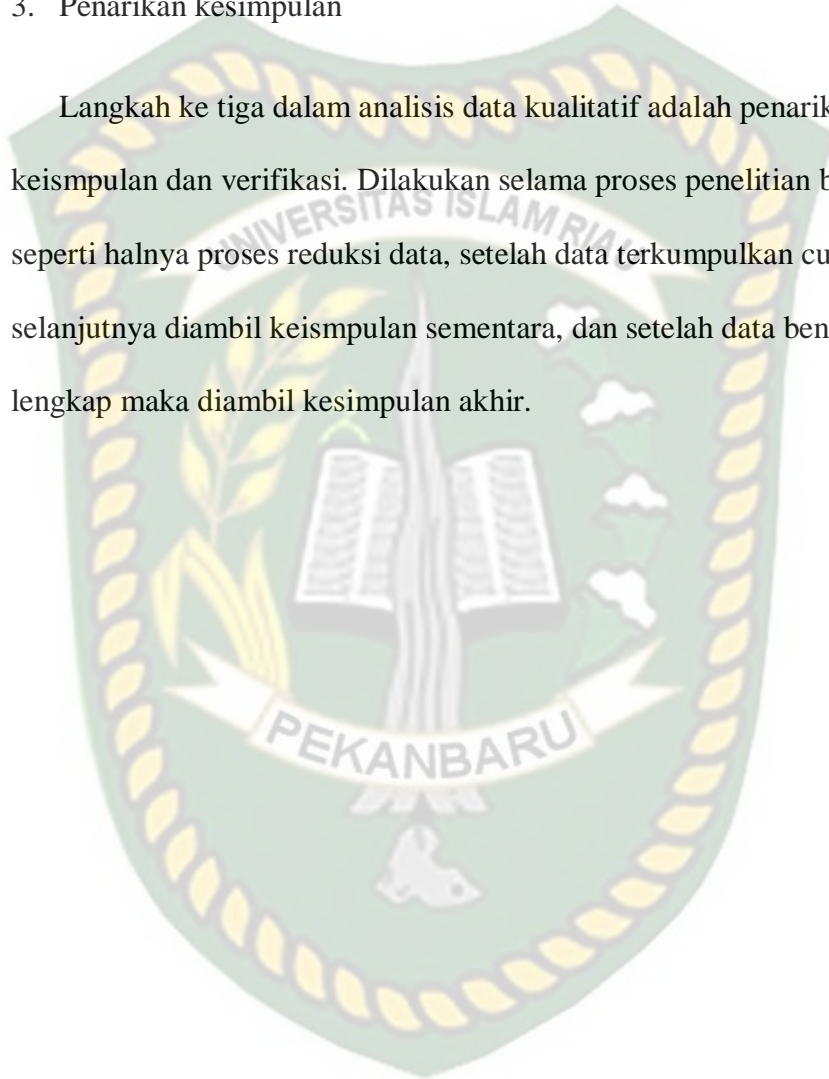 3. Penarikan kesimpulan
Langkah ke tiga dalam analisis data kualitatif adalah penarik
keismpulan dan verifikasi. Dilakukan selama proses penelitian b
seperti halnya proses reduksi data, setelah data terkumpulkan cu
selanjutnya diambil keismpulan sementara, dan setelah data ben
lengkap maka diambil kesimpulan akhir.
UNIVERSITAS ISLAM RIAU
PEKANBARU